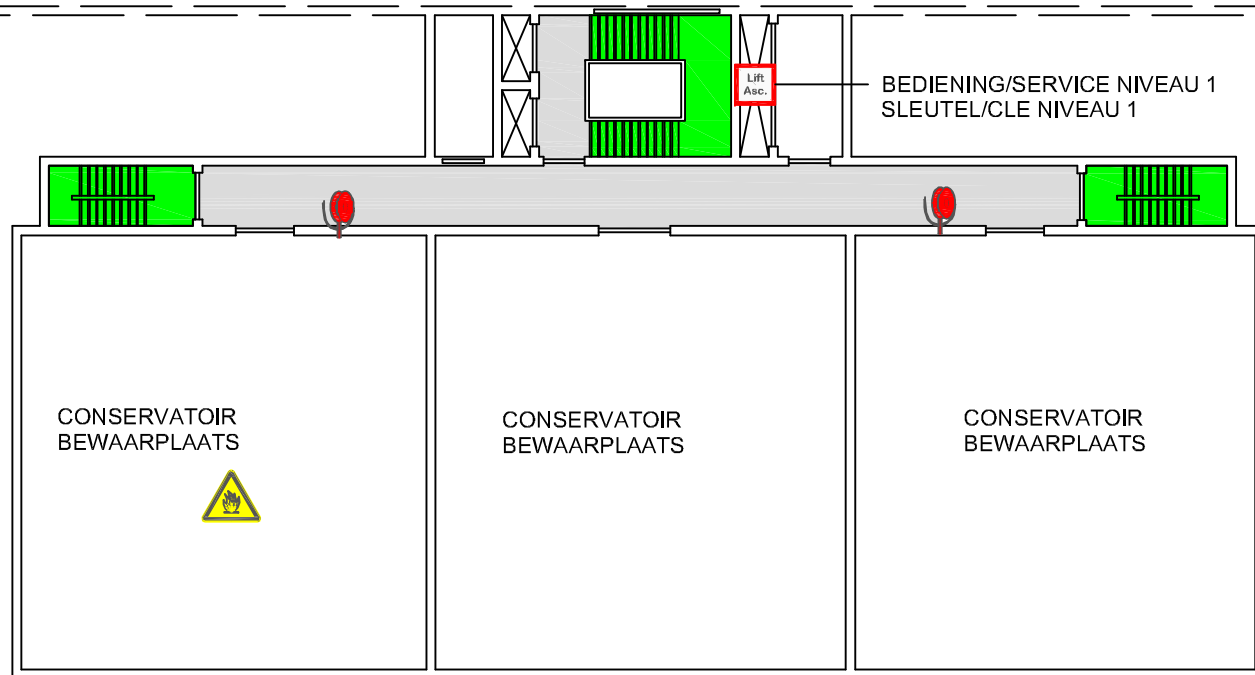 Lift
Asc.
BEDIENING/SERVICE NIVEAU 1
SLEUTEL/CLE NIVEAU 1
CONSERVATOIR
BEWAARPLAATS
CONSERVATOIR
BEWAARPLAATS
CONSERVATOIR
BEWAARPLAATS